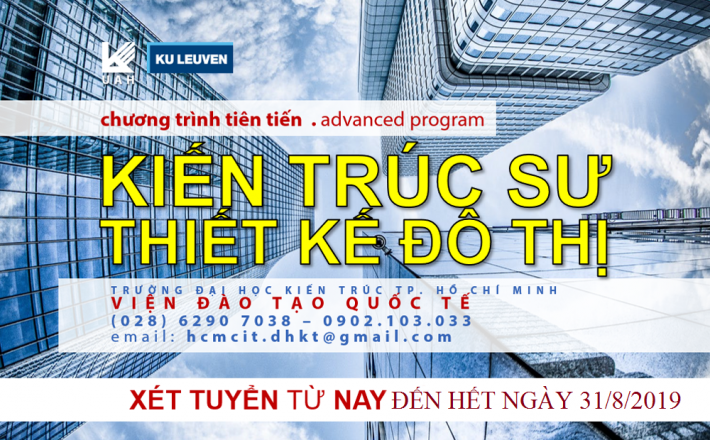 UAH
KU LEUVEN
chương trình tiên tiến . advanced program
KIẾN TRÚC SƯ
THIẾT KẾ ĐÔ THỊ
TRƯỜNG ĐẠI HỌC KIẾN TRÚC TP. HỒ CHÍ MINH
VIỆN ĐÀO TẠO QUỐC TẾ
(028) 6290 7038 – 0902.103.033
email: hcmcit.dhkt@gmail.com
XÉT TUYỂN TỪ NAY ĐẾN HẾT NGÀY 31/8/2019